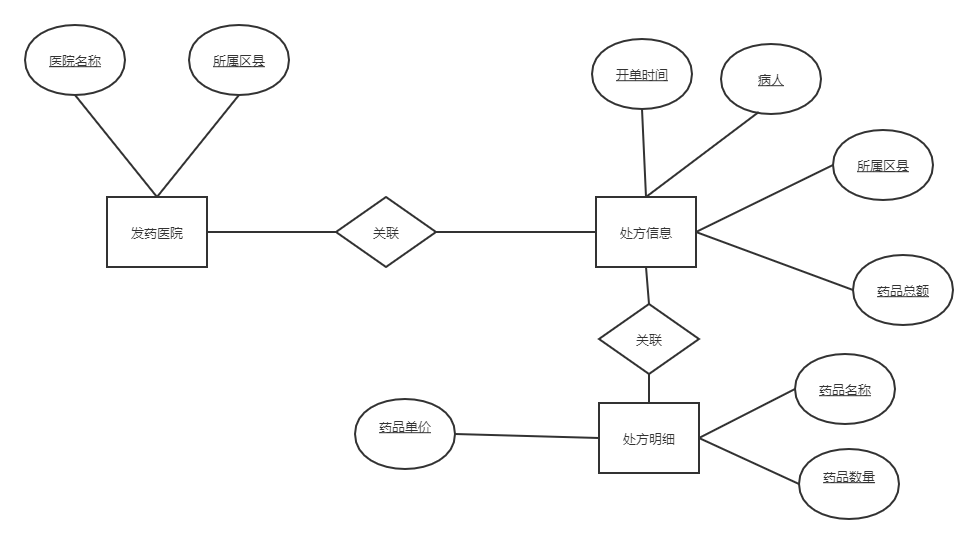 医院名称
所属区县
开单时间
病人
所属区县
发药医院
关联
处方信息
药品总额
关联
药品名称
药品单价
处方明细
药品数量